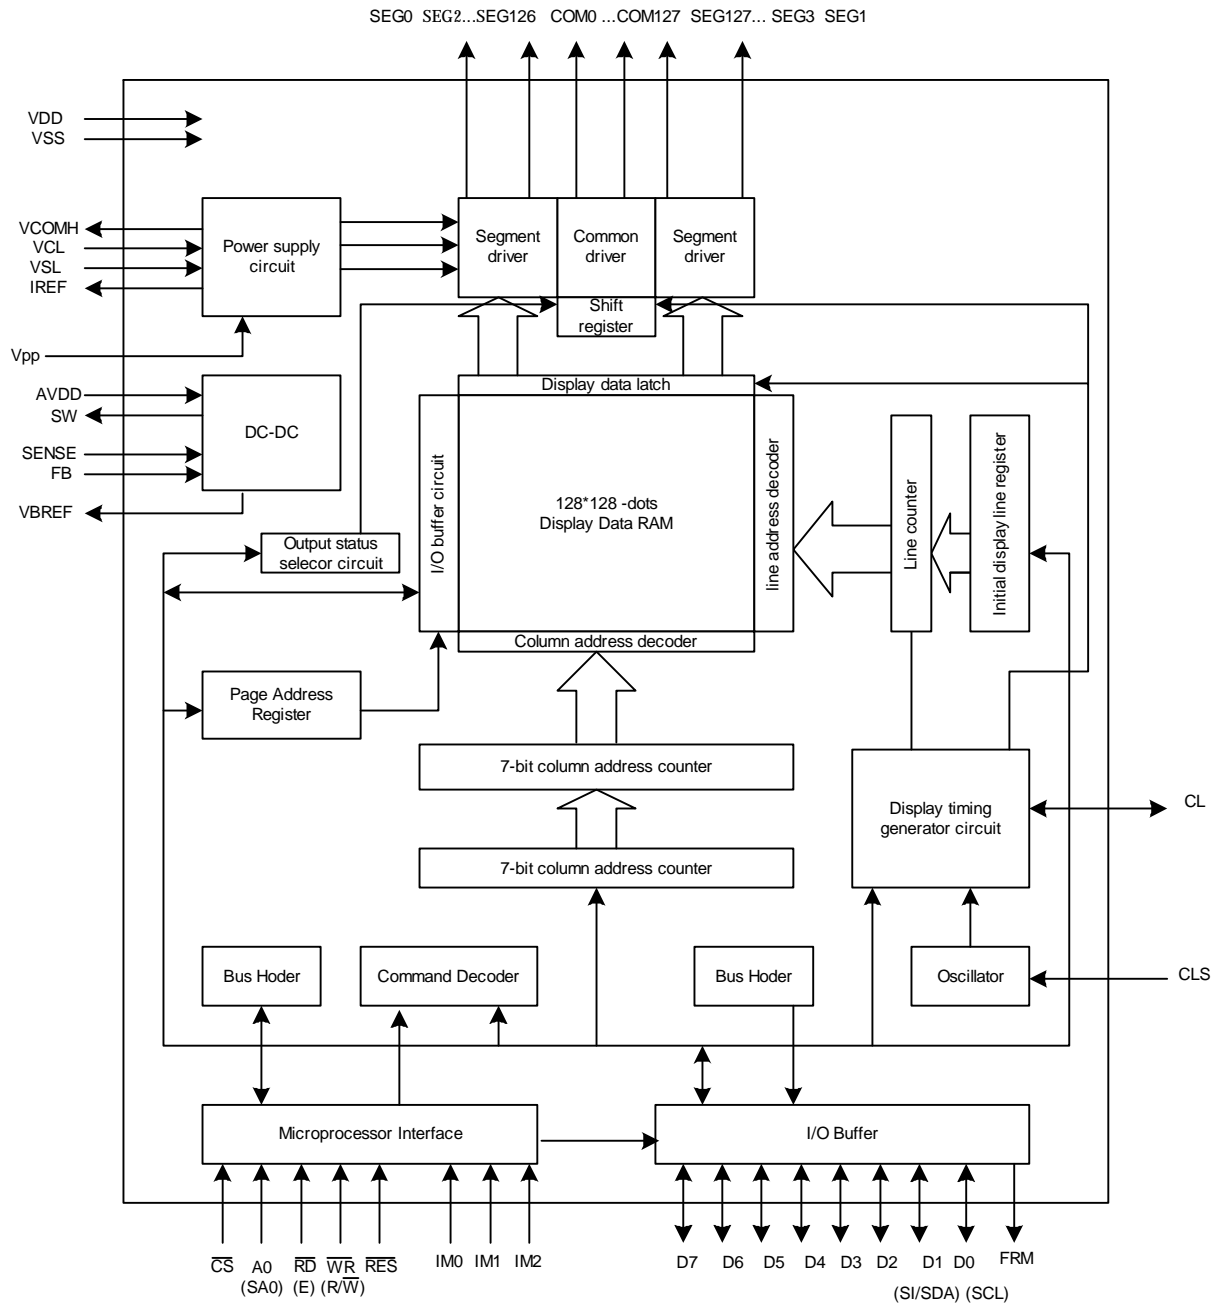 SEG0 SEG2...SEG126 COM0 ...COM127 SEG127... SEG3 SEG1
VDD
VSS
VCOMH
VCL
VSL
IREF
Power supply
circuit
Segment
driver
Common
driver
Segment
driver
Shift
register
Vpp
AVDD
SW
SENSE
FB
VBREF
DC-DC
Display data latch
I/O buffer circuit
128*128 -dots
Display Data RAM
line address decoder
Line counter
Initial display line register
Output status
selecor circuit
Column address decoder
Page Address
Register
7-bit column address counter
Display timing
generator circuit
CL
7-bit column address counter
Bus Hoder
Command Decoder
Bus Hoder
Oscillator
CLS
Microprocessor Interface
I/O Buffer
C̅S̅ A0 R̅D̅ W̅R̅ R̅E̅S̅ IM0 IM1 IM2 D7 D6 D5 D4 D3 D2 D1 D0 FRM
(SA0) (E) (R/W̅) (SI/SDA) (SCL)